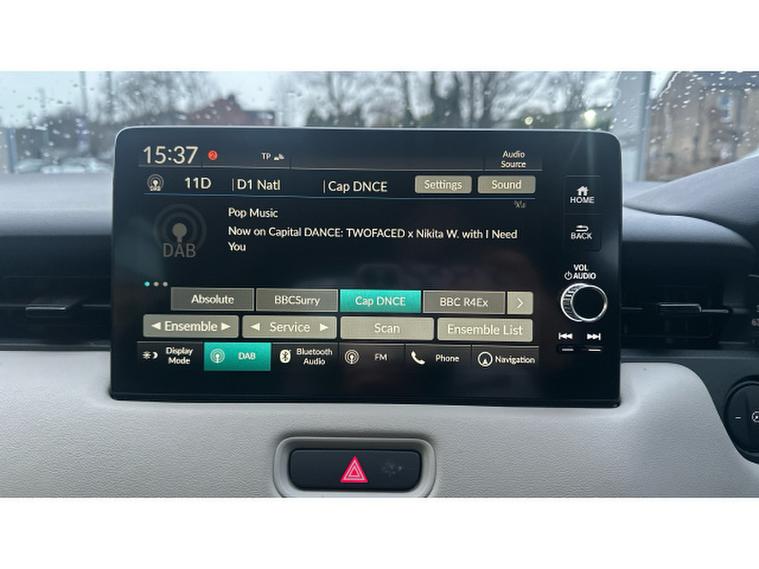 15:37 2 TP Audio Source
11D D1 Natl Cap DNCE Settings Sound
Pop Music
Now on Capital DANCE: TWOFACED x Nikita W. with I Need
You
DAB
Absolute BBCSurry Cap DNCE BBC R4Ex
Ensemble Service Scan Ensemble List
Display Mode DAB Bluetooth Audio FM Phone Navigation
HOME
BACK
VOL
AUDIO